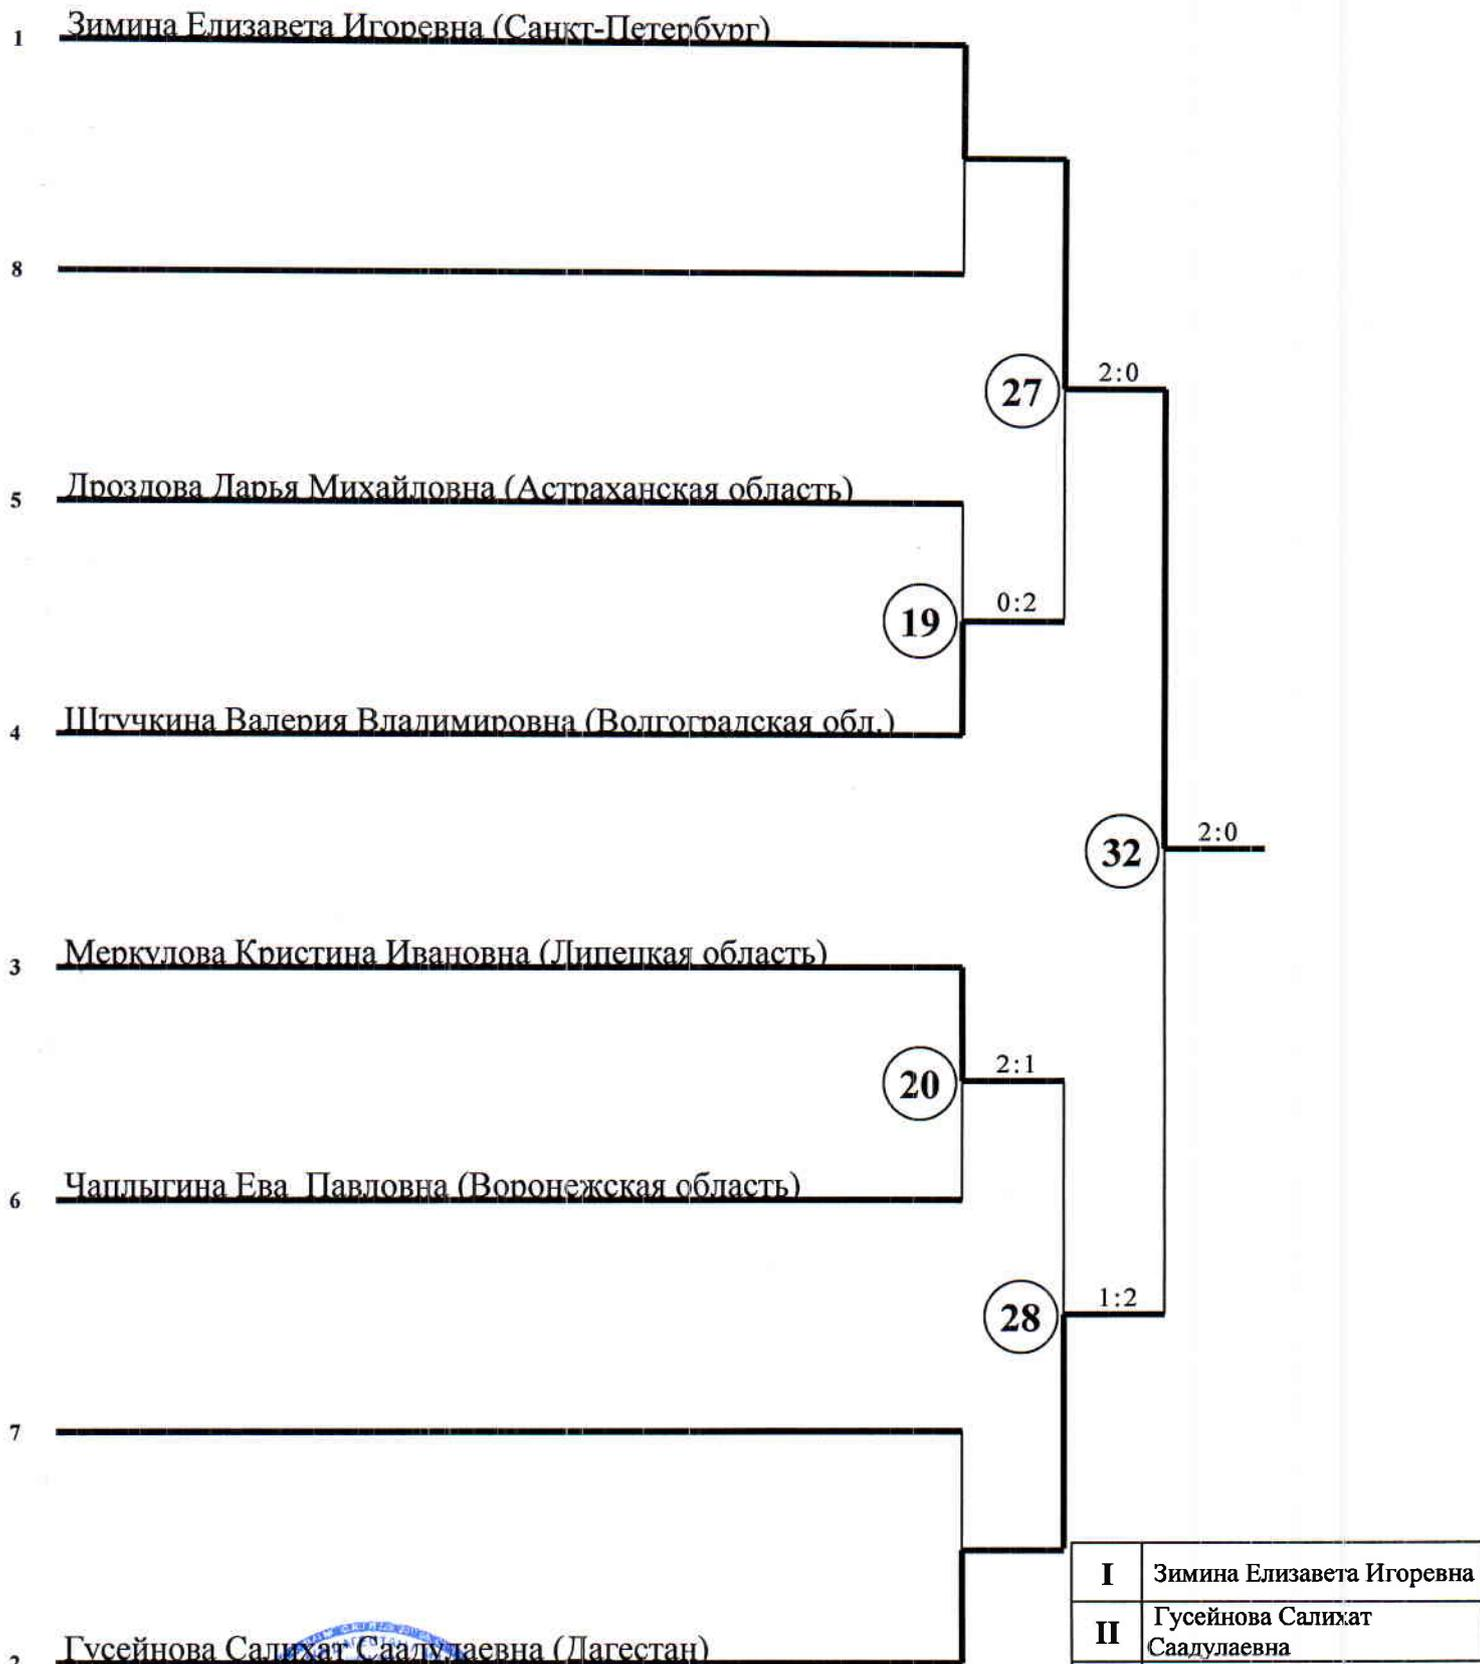 1 Зимина Елизавета Игоревна (Санкт-Петербург)
8
27 2:0
5 Дроздова Дарья Михайловна (Астраханская область)
19 0:2
4 Штучкина Валерия Владимировна (Волгоградская обл.)
32 2:0
3 Меркулова Кристина Ивановна (Липецкая область)
20 2:1
6 Чаплыгина Ева Павловна (Воронежская область)
28 1:2
7
I Зимина Елизавета Игоревна
II Гусейнова Салихат
Саадулаевна
2 Гусейнова Салихат Саадулаевна (Дагестан)